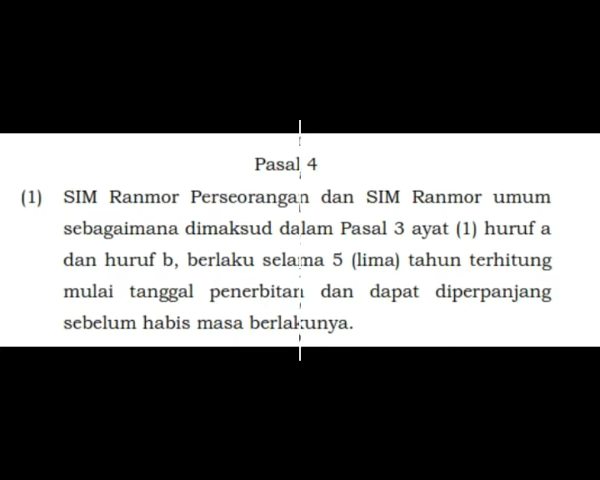 Pasal 4
(1) SIM Ranmor Perseorangan dan SIM Ranmor umum
sebagaimana dimaksud dalam Pasal 3 ayat (1) huruf a
dan huruf b, berlaku selama 5 (lima) tahun terhitung
mulai tanggal penerbitan dan dapat diperpanjang
sebelum habis masa berlakunya.